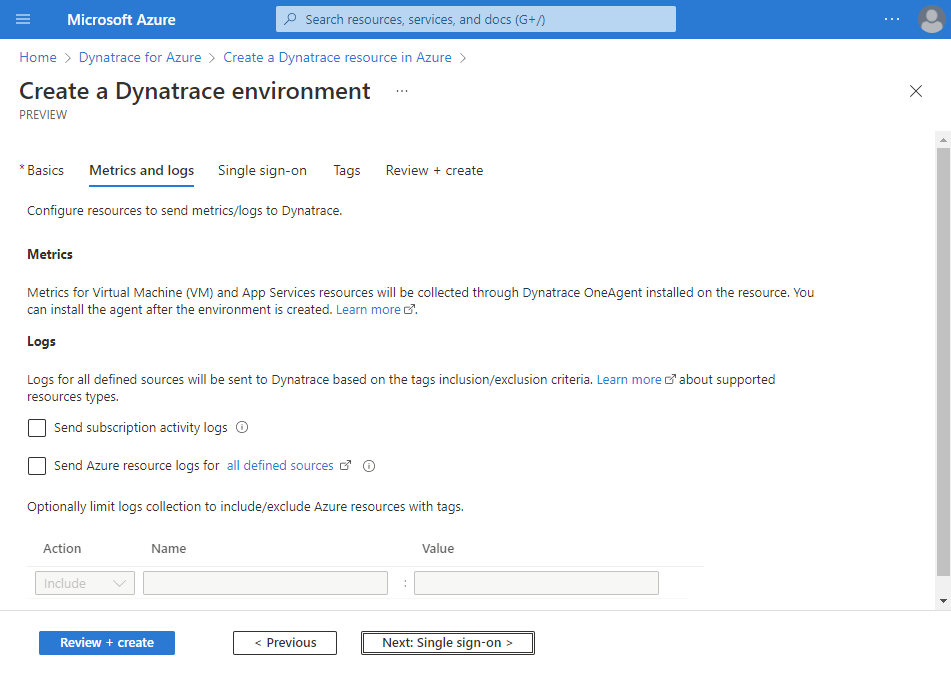 Microsoft Azure
Search resources, services, and docs (G+/)
Home > Dynatrace for Azure > Create a Dynatrace resource in Azure >
Create a Dynatrace environment ...
PREVIEW
* Basics Metrics and logs Single sign-on Tags Review + create
Configure resources to send metrics/logs to Dynatrace.
Metrics
Metrics for Virtual Machine (VM) and App Services resources will be collected through Dynatrace OneAgent installed on the resource. You
can install the agent after the environment is created. Learn more.
Logs
Logs for all defined sources will be sent to Dynatrace based on the tags inclusion/exclusion criteria. Learn more about supported
resources types.
Send subscription activity logs
Send Azure resource logs for all defined sources
Optionally limit logs collection to include/exclude Azure resources with tags.
Action Name Value
Include :
Review + create < Previous Next: Single sign-on >